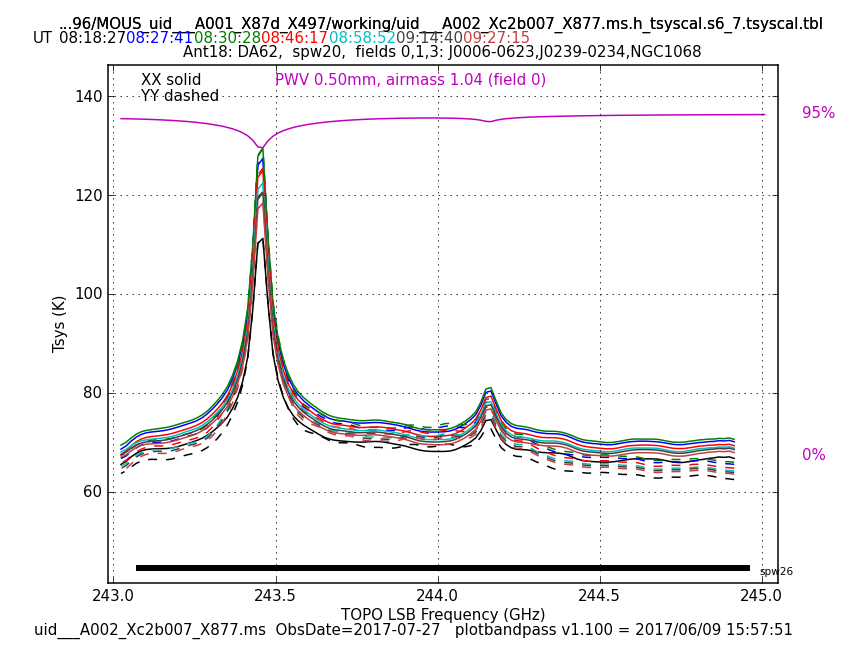 ...96/MOUS_uid___A001_X87d_X497/working/uid___A002_Xc2b007_X877.ms.h_tsyscal.s6_7.tsyscal.tbl
UT 08:18:27 08:27:41 08:30:28 08:46:17 08:58:52 09:14:40 09:27:15
Ant18: DA62, spw20, fields 0,1,3: J0006-0623,J0239-0234,NGC1068
XX solid PWV 0.50mm, airmass 1.04 (field 0)
YY dashed
140
95%
120
100
Tsys (K)
80
0%
60
spw26
243.0 243.5 244.0 244.5 245.0
TOPO LSB Frequency (GHz)
uid___A002_Xc2b007_X877.ms ObsDate=2017-07-27 plotbandpass v1.100 = 2017/06/09 15:57:51